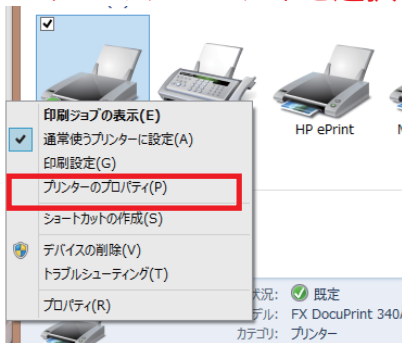 印刷ジョブの表示(E)
通常使うプリンターに設定(A)
印刷設定(G)
プリンターのプロパティ(P)
ショートカットの作成(S)
デバイスの削除(V)
トラブルシューティング(T)
プロパティ(R)
HP ePrint
状況: 既定
デル: FX DocuPrint 340
カテゴリ: プリンター